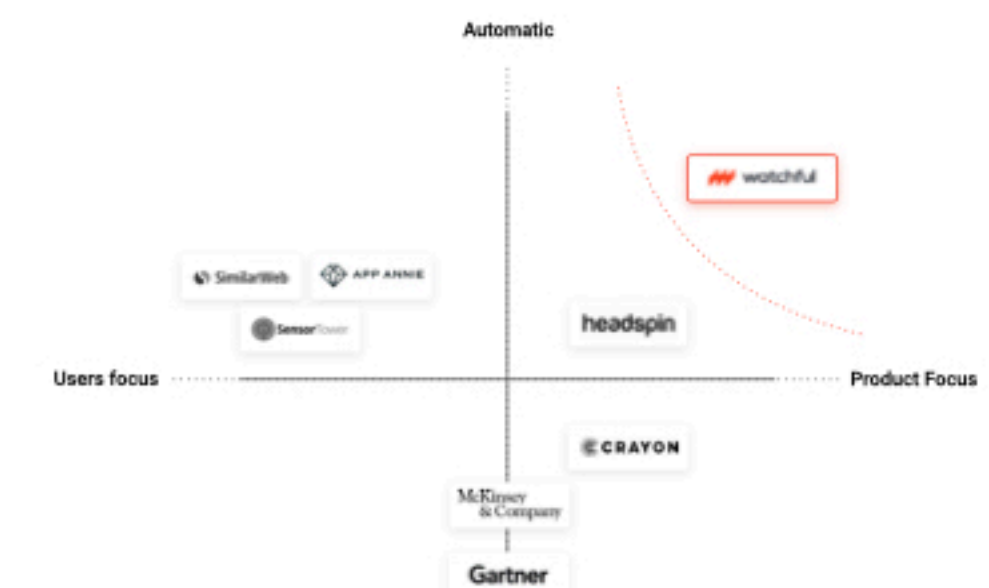 Automatic
watchful
SimilarWeb
APP ANNIE
headspin
SensorTower
Users focus
Product Focus
CRAYON
McKinsey
& Company
Gartner